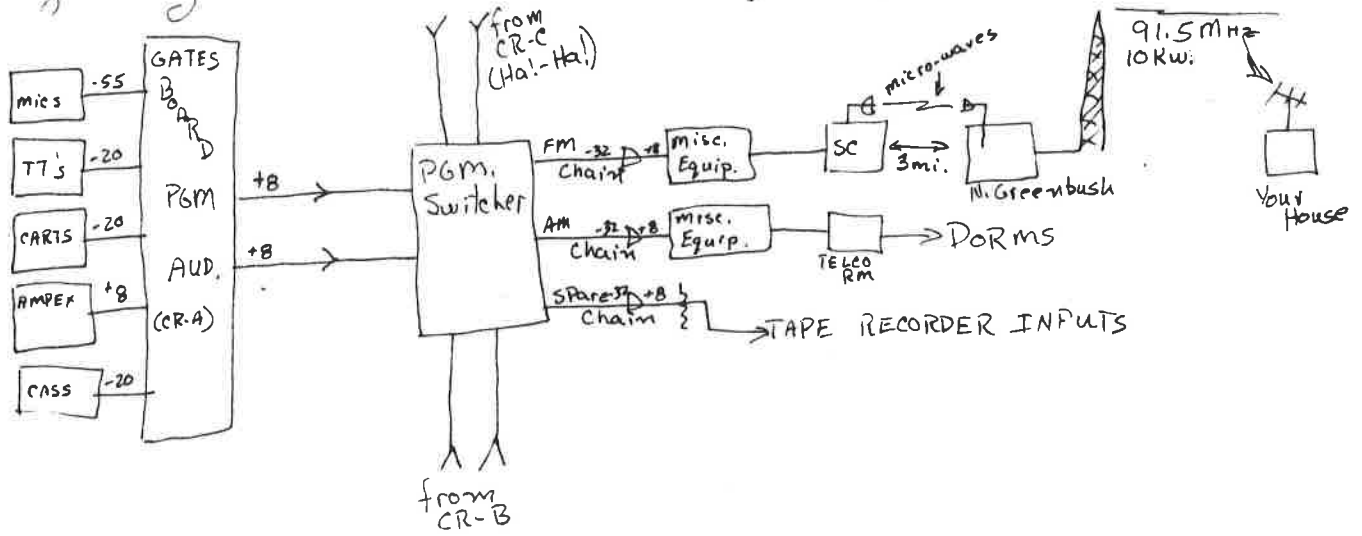 GATES
BOARD
PGM
AUD.
(CR-A)
mics
-55
TT's
-20
CARTS
-20
AMPEX
+8
CASS
-20
+8
+8
from
CR-C
(Ha!-Ha!)
PGM.
Switcher
from
CR-B
FM -32 +8
Chain
misc.
Equip.
SC
micro-waves
3mi.
N. Greenbush
91.5 MHz
10 Kw.
Your
House
AM -32 +8
Chain
misc.
Equip.
TELCO
RM
DORMS
SPare -32 +8
Chain
TAPE RECORDER INPUTS